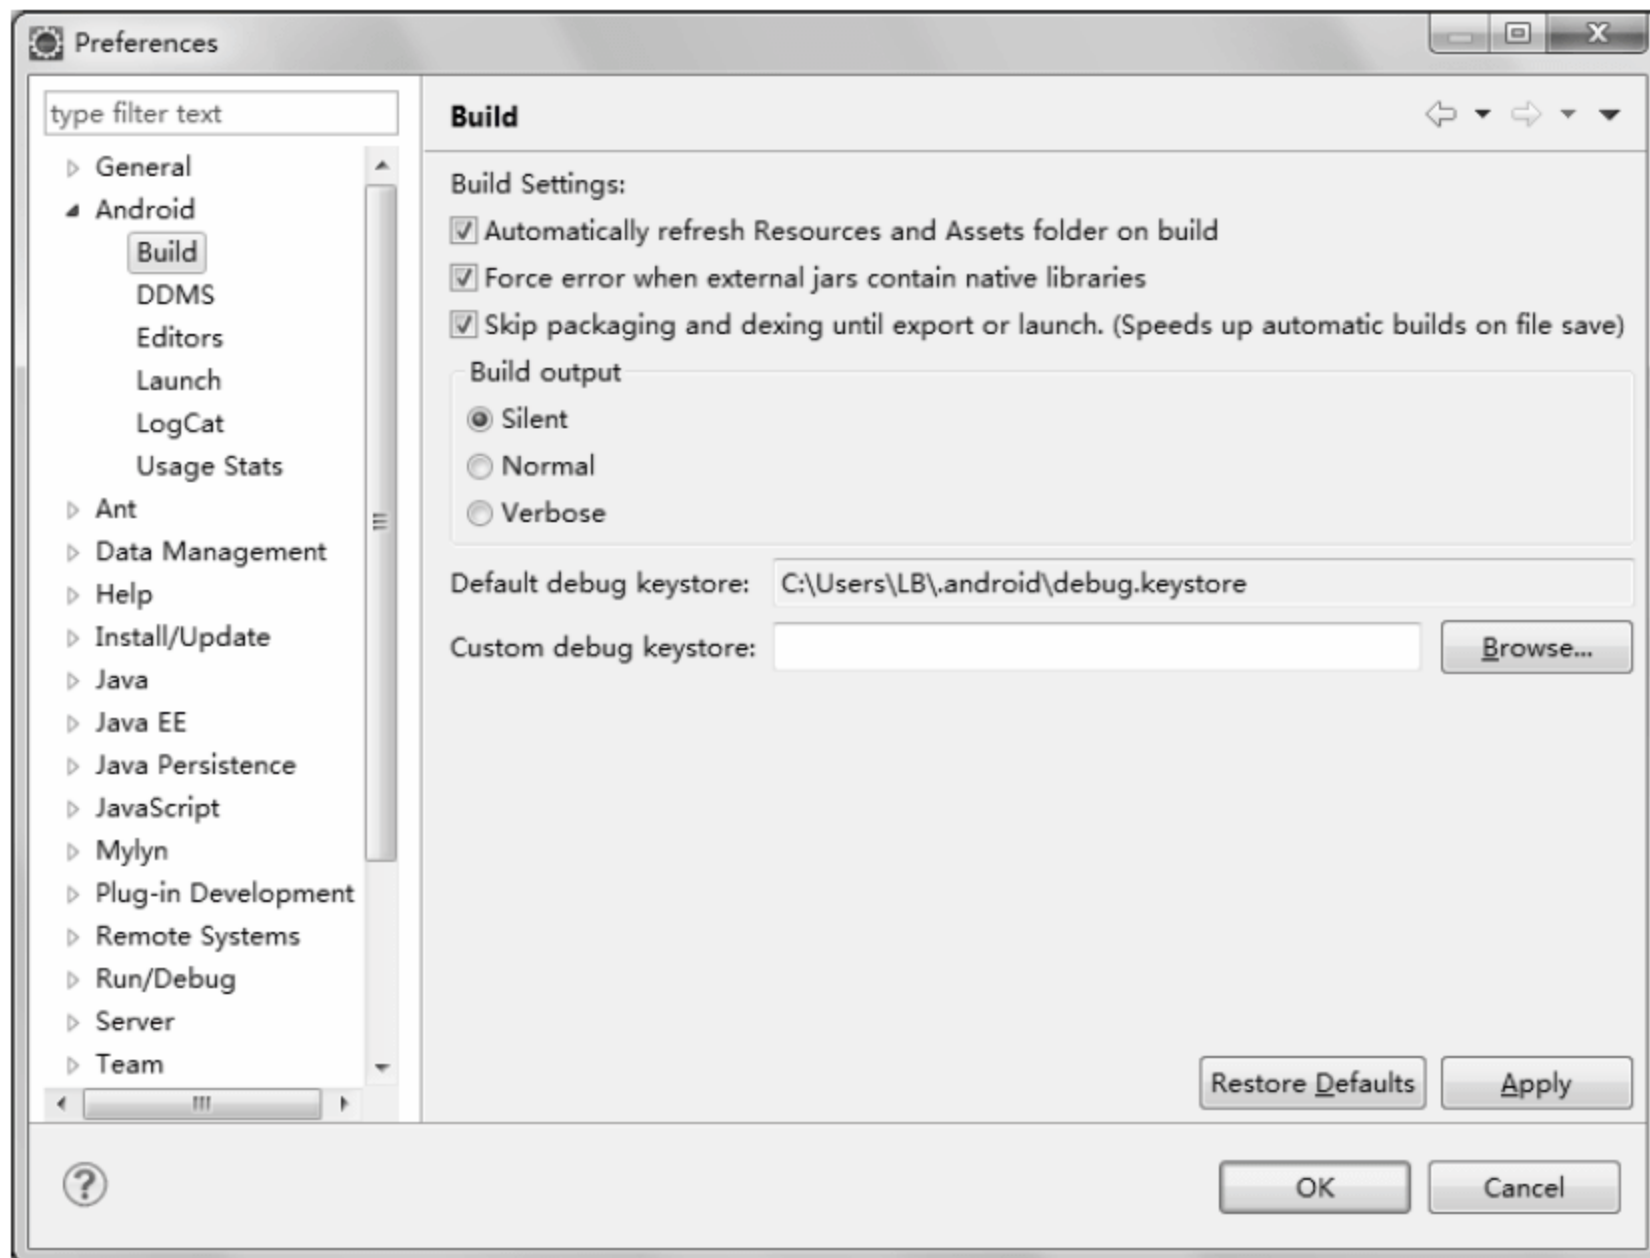 Preferences
type filter text
General
Android
Build
DDMS
Editors
Launch
LogCat
Usage Stats
Ant
Data Management
Help
Install/Update
Java
Java EE
Java Persistence
JavaScript
Mylyn
Plug-in Development
Remote Systems
Run/Debug
Server
Team
Build
Build Settings:
Automatically refresh Resources and Assets folder on build
Force error when external jars contain native libraries
Skip packaging and dexing until export or launch. (Speeds up automatic builds on file save)
Build output
Silent
Normal
Verbose
Default debug keystore: C:\Users\LB\.android\debug.keystore
Custom debug keystore: Browse...
Restore Defaults Apply
OK Cancel